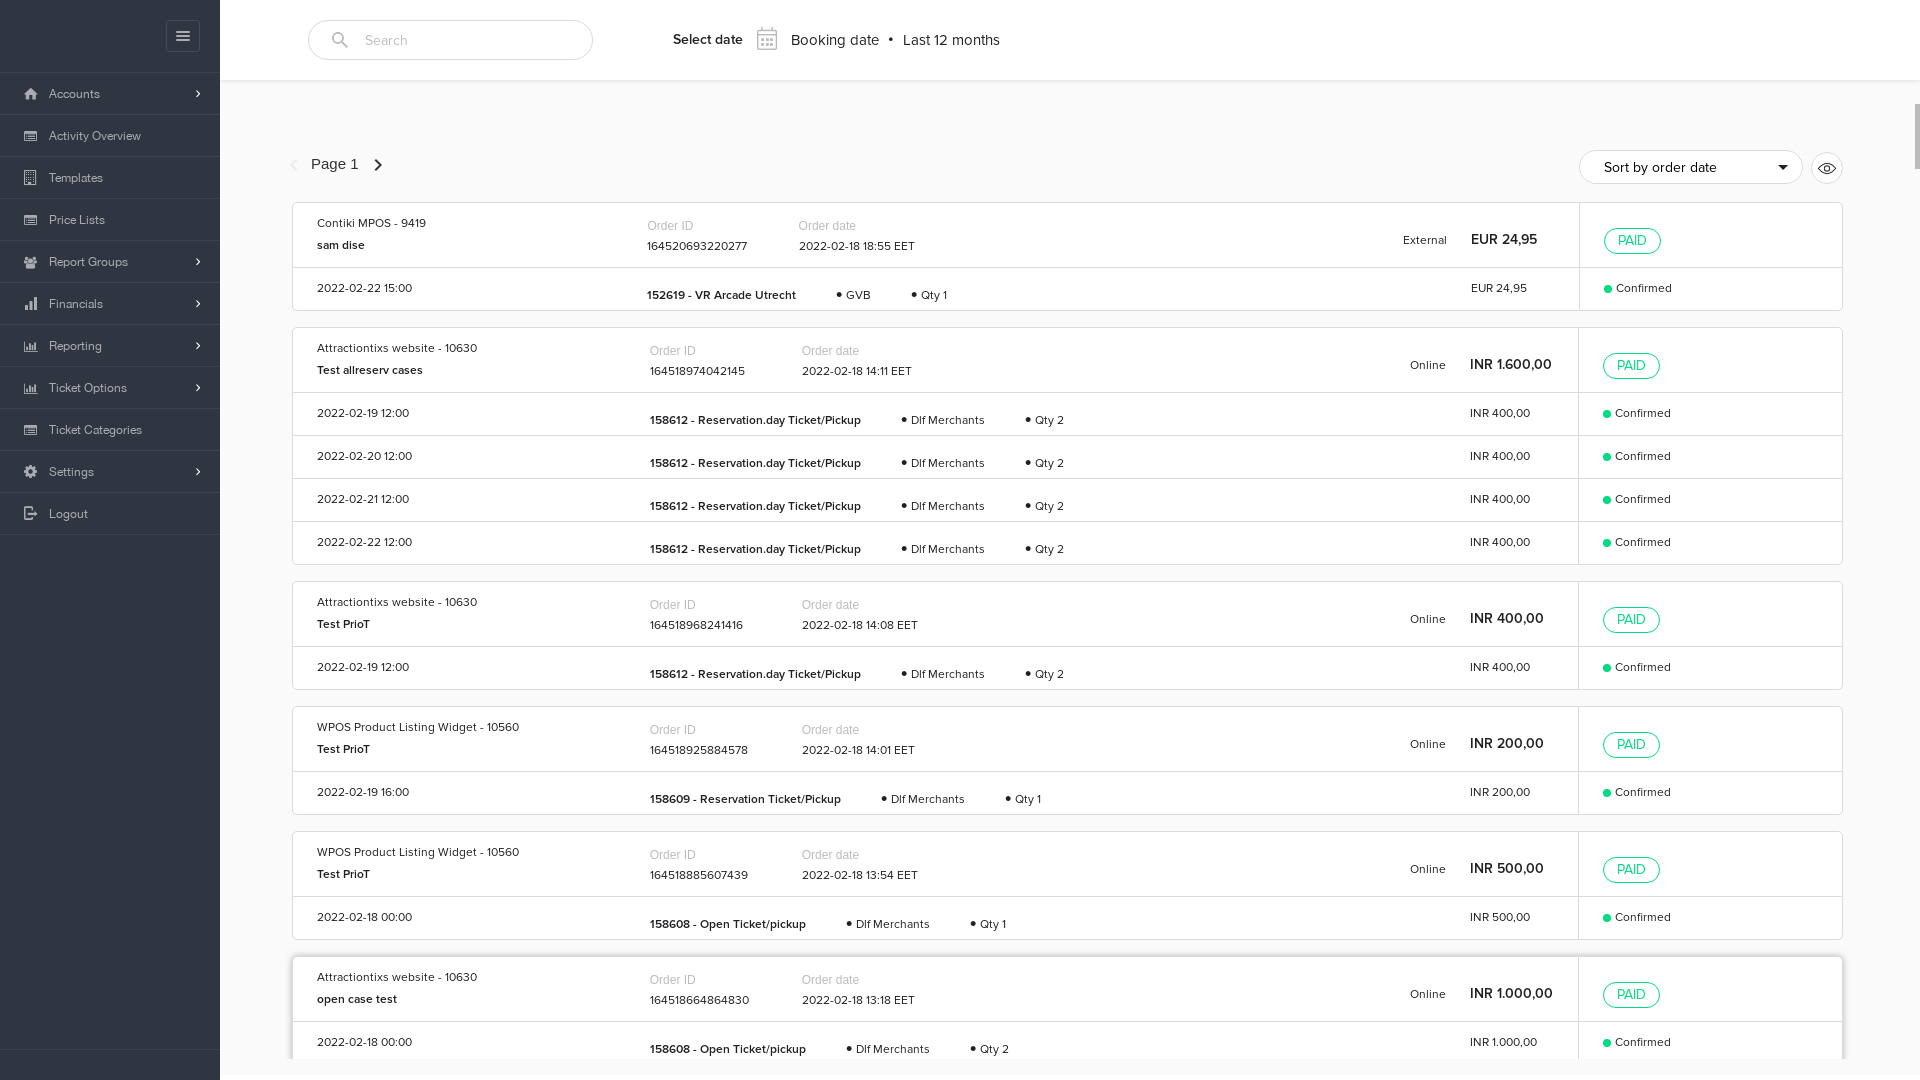 Search
Select date Booking date • Last 12 months
Accounts
Activity Overview
Templates
Price Lists
Report Groups
Financials
Reporting
Ticket Options
Ticket Categories
Settings
Logout
Page 1
Sort by order date
Contiki MPOS - 9419 Order ID Order date
sam dise 164520693220277 2022-02-18 18:55 EET External EUR 24,95 PAID
2022-02-22 15:00 152619 - VR Arcade Utrecht • GVB • Qty 1 EUR 24,95 Confirmed
Attractiontixs website - 10630 Order ID Order date
Test allreserv cases 164518974042145 2022-02-18 14:11 EET Online INR 1.600,00 PAID
2022-02-19 12:00 158612 - Reservation.day Ticket/Pickup • Dlf Merchants • Qty 2 INR 400,00 Confirmed
2022-02-20 12:00 158612 - Reservation.day Ticket/Pickup • Dlf Merchants • Qty 2 INR 400,00 Confirmed
2022-02-21 12:00 158612 - Reservation.day Ticket/Pickup • Dlf Merchants • Qty 2 INR 400,00 Confirmed
2022-02-22 12:00 158612 - Reservation.day Ticket/Pickup • Dlf Merchants • Qty 2 INR 400,00 Confirmed
Attractiontixs website - 10630 Order ID Order date
Test PrioT 164518968241416 2022-02-18 14:08 EET Online INR 400,00 PAID
2022-02-19 12:00 158612 - Reservation.day Ticket/Pickup • Dlf Merchants • Qty 2 INR 400,00 Confirmed
WPOS Product Listing Widget - 10560 Order ID Order date
Test PrioT 164518925884578 2022-02-18 14:01 EET Online INR 200,00 PAID
2022-02-19 16:00 158609 - Reservation Ticket/Pickup • Dlf Merchants • Qty 1 INR 200,00 Confirmed
WPOS Product Listing Widget - 10560 Order ID Order date
Test PrioT 164518885607439 2022-02-18 13:54 EET Online INR 500,00 PAID
2022-02-18 00:00 158608 - Open Ticket/pickup • Dlf Merchants • Qty 1 INR 500,00 Confirmed
Attractiontixs website - 10630 Order ID Order date
open case test 164518664864830 2022-02-18 13:18 EET Online INR 1.000,00 PAID
2022-02-18 00:00 158608 - Open Ticket/pickup • Dlf Merchants • Qty 2 INR 1.000,00 Confirmed